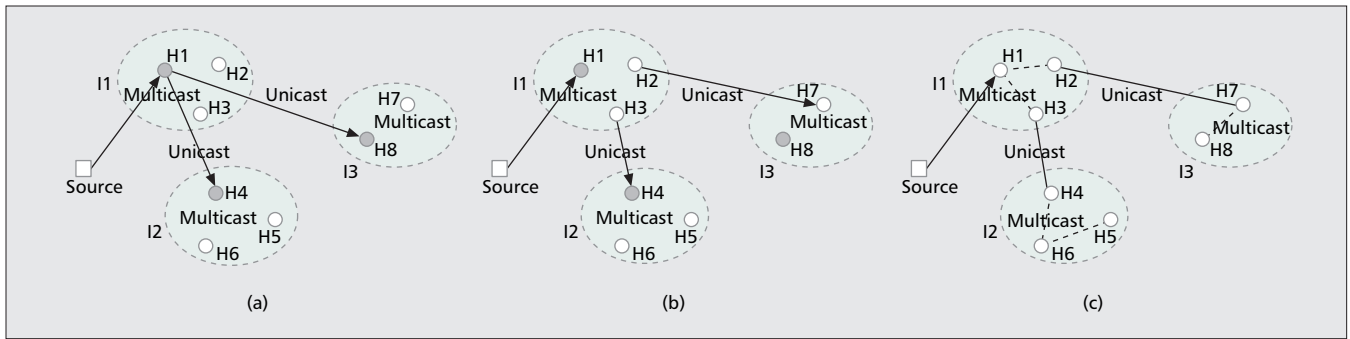 H1
H2
I1
Multicast
H3
Unicast
H7
Multicast
H8
I3
Unicast
Source
H4
Multicast
H5
I2
H6
(a)
H1
H2
I1
Multicast
H3
Unicast
H7
Multicast
H8
I3
Unicast
Source
H4
Multicast
H5
I2
H6
(b)
H1
H2
I1
Multicast
H3
Unicast
H7
Multicast
H8
I3
Unicast
Source
H4
Multicast
H5
I2
H6
(c)